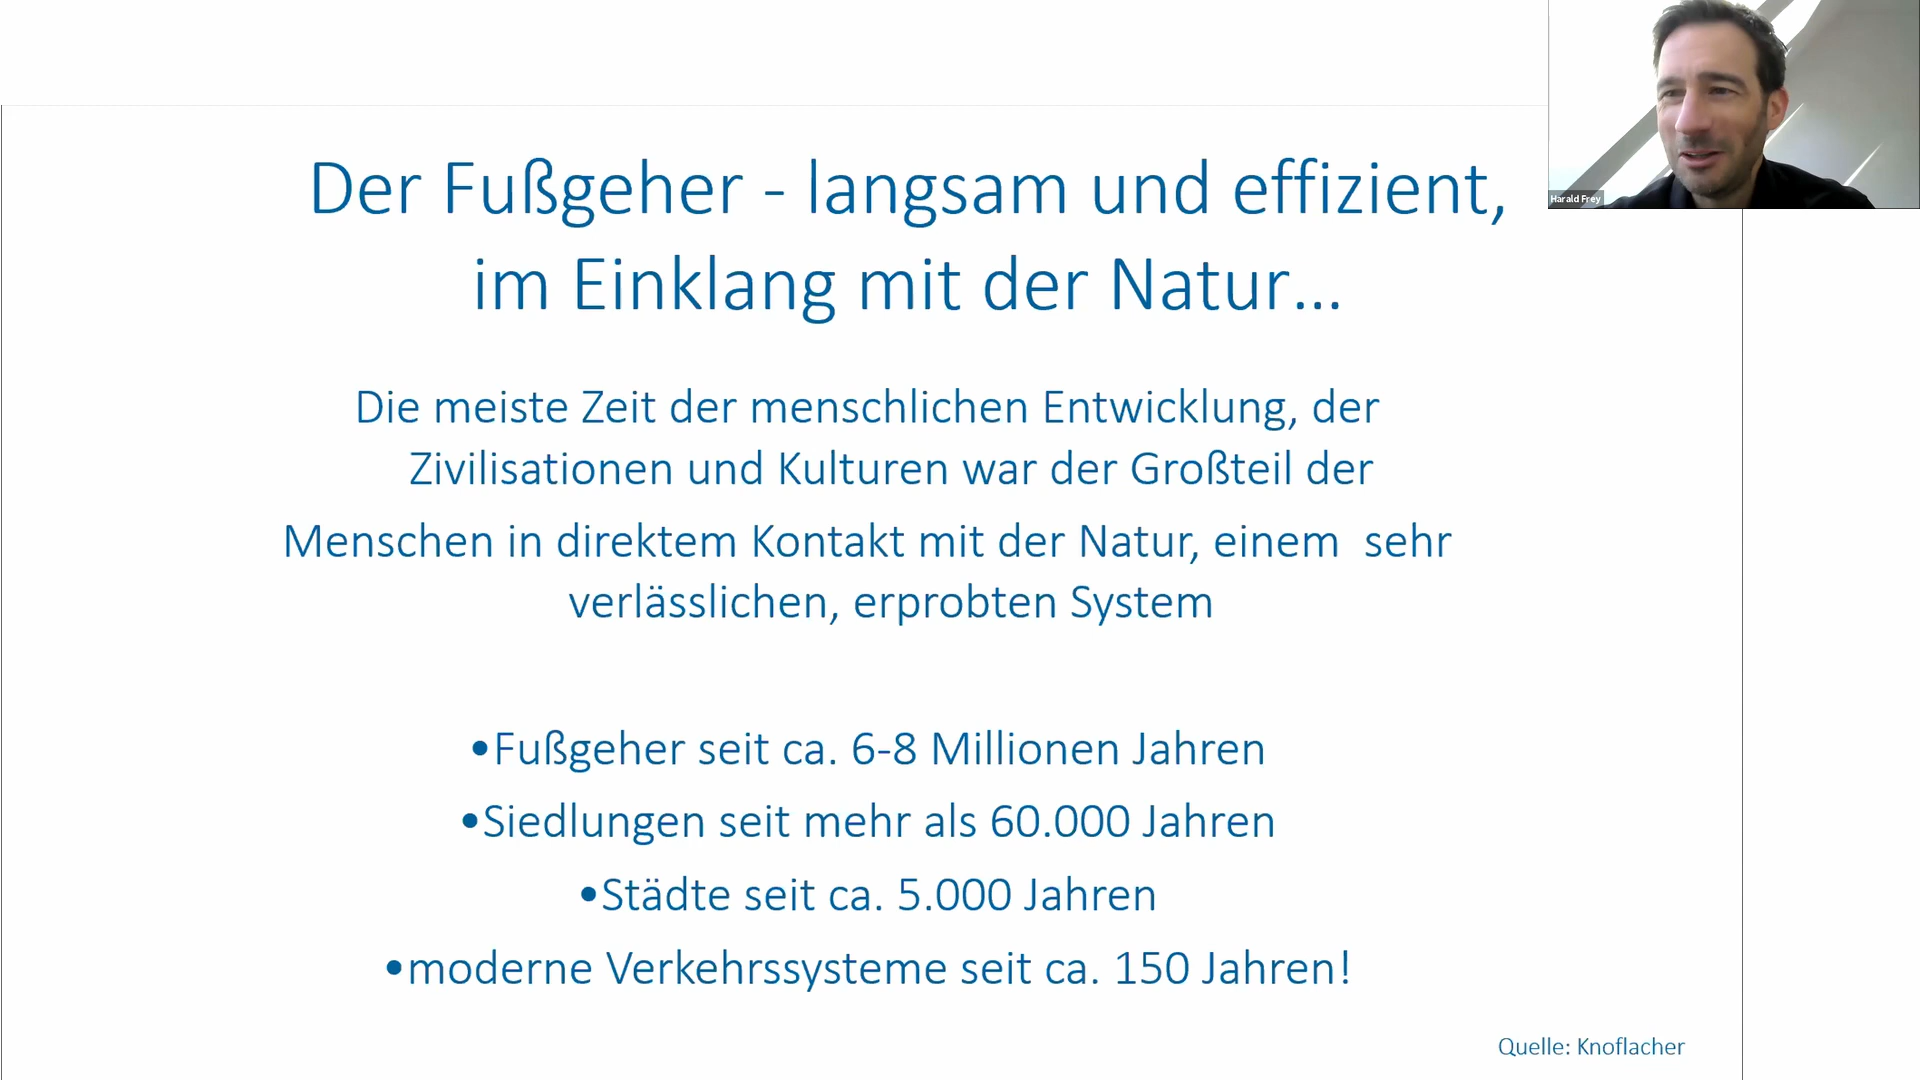 Der Fußgeher - langsam und effizient,
im Einklang mit der Natur...
Harald Frey
Die meiste Zeit der menschlichen Entwicklung, der
Zivilisationen und Kulturen war der Großteil der
Menschen in direktem Kontakt mit der Natur, einem  sehr
verlässlichen, erprobten System
•Fußgeher seit ca. 6-8 Millionen Jahren
•Siedlungen seit mehr als 60.000 Jahren
•Städte seit ca. 5.000 Jahren
•moderne Verkehrssysteme seit ca. 150 Jahren!
Quelle: Knoflacher